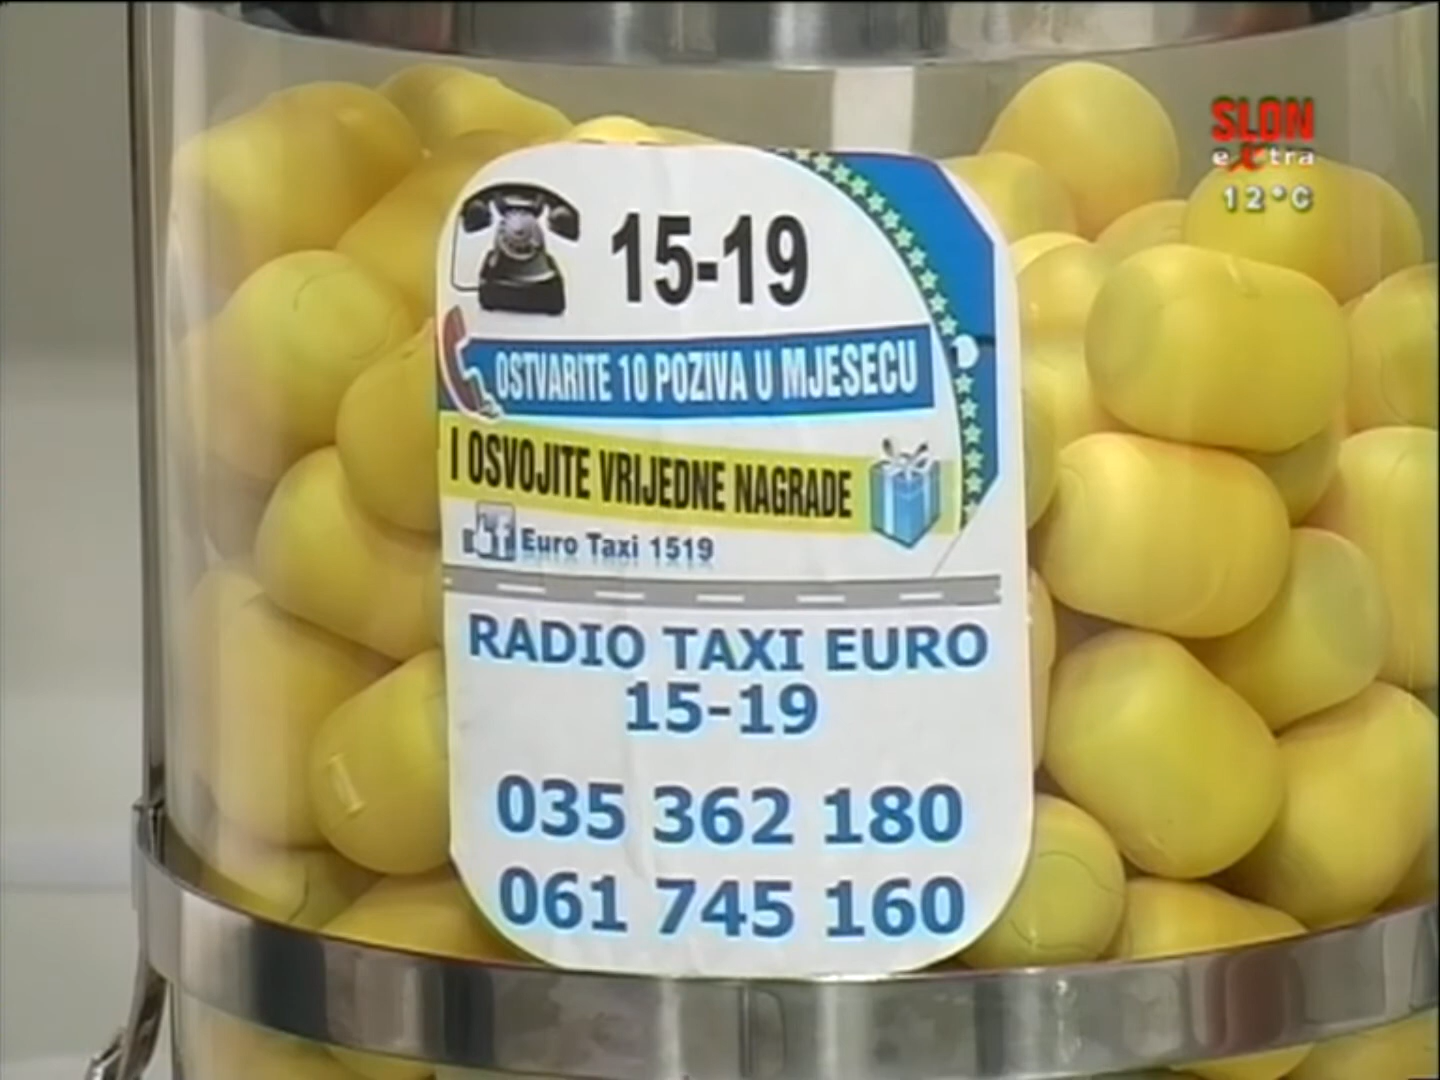 SLON
extra
12°C
15-19
OSTVARITE 10 POZIVA U MJESECU
I OSVOJITE VRIJEDNE NAGRADE
Euro Taxi 1519
RADIO TAXI EURO
15-19
035 362 180
061 745 160